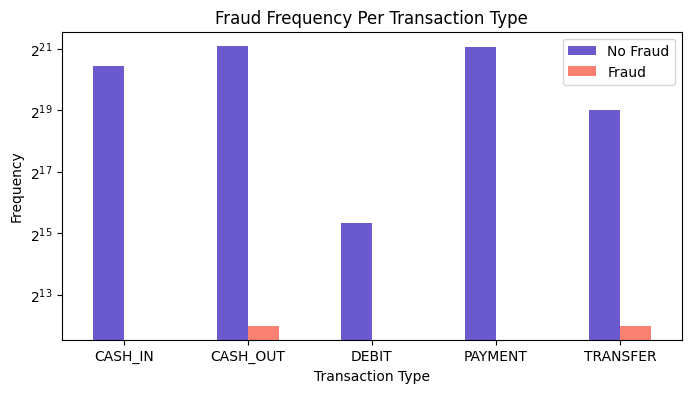 Fraud Frequency Per Transaction Type
No Fraud
Fraud
Frequency
2^21
2^19
2^17
2^15
2^13
CASH_IN CASH_OUT DEBIT PAYMENT TRANSFER
Transaction Type